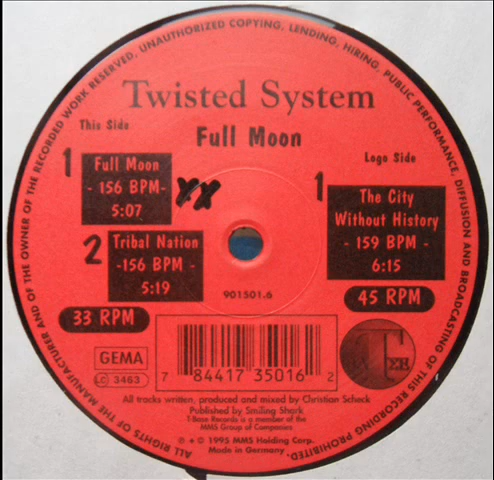 ALL RIGHTS OF THE MANUFACTURER AND OF THE OWNER OF THE RECORDED WORK RESERVED. UNAUTHORIZED COPYING, LENDING, HIRING, PUBLIC PERFORMANCE, DIFFUSION AND BROADCASTING OF THIS RECORDING PROHIBITED.
Twisted System
Full Moon
This Side
1
Full Moon
- 156 BPM-
5:07
XX
2
Tribal Nation
-156 BPM -
5:19
33 RPM
Logo Side
1
The City
Without History
- 159 BPM -
6:15
45 RPM
901501.6
GEMA
LC 3463
7 84417 35016 2
All tracks written, produced and mixed by Christian Scheck
Published by Smiling Shark
T-Base Records is a member of the
MMS Group of Companies
℗ + © 1995 MMS Holding Corp.
Made in Germany